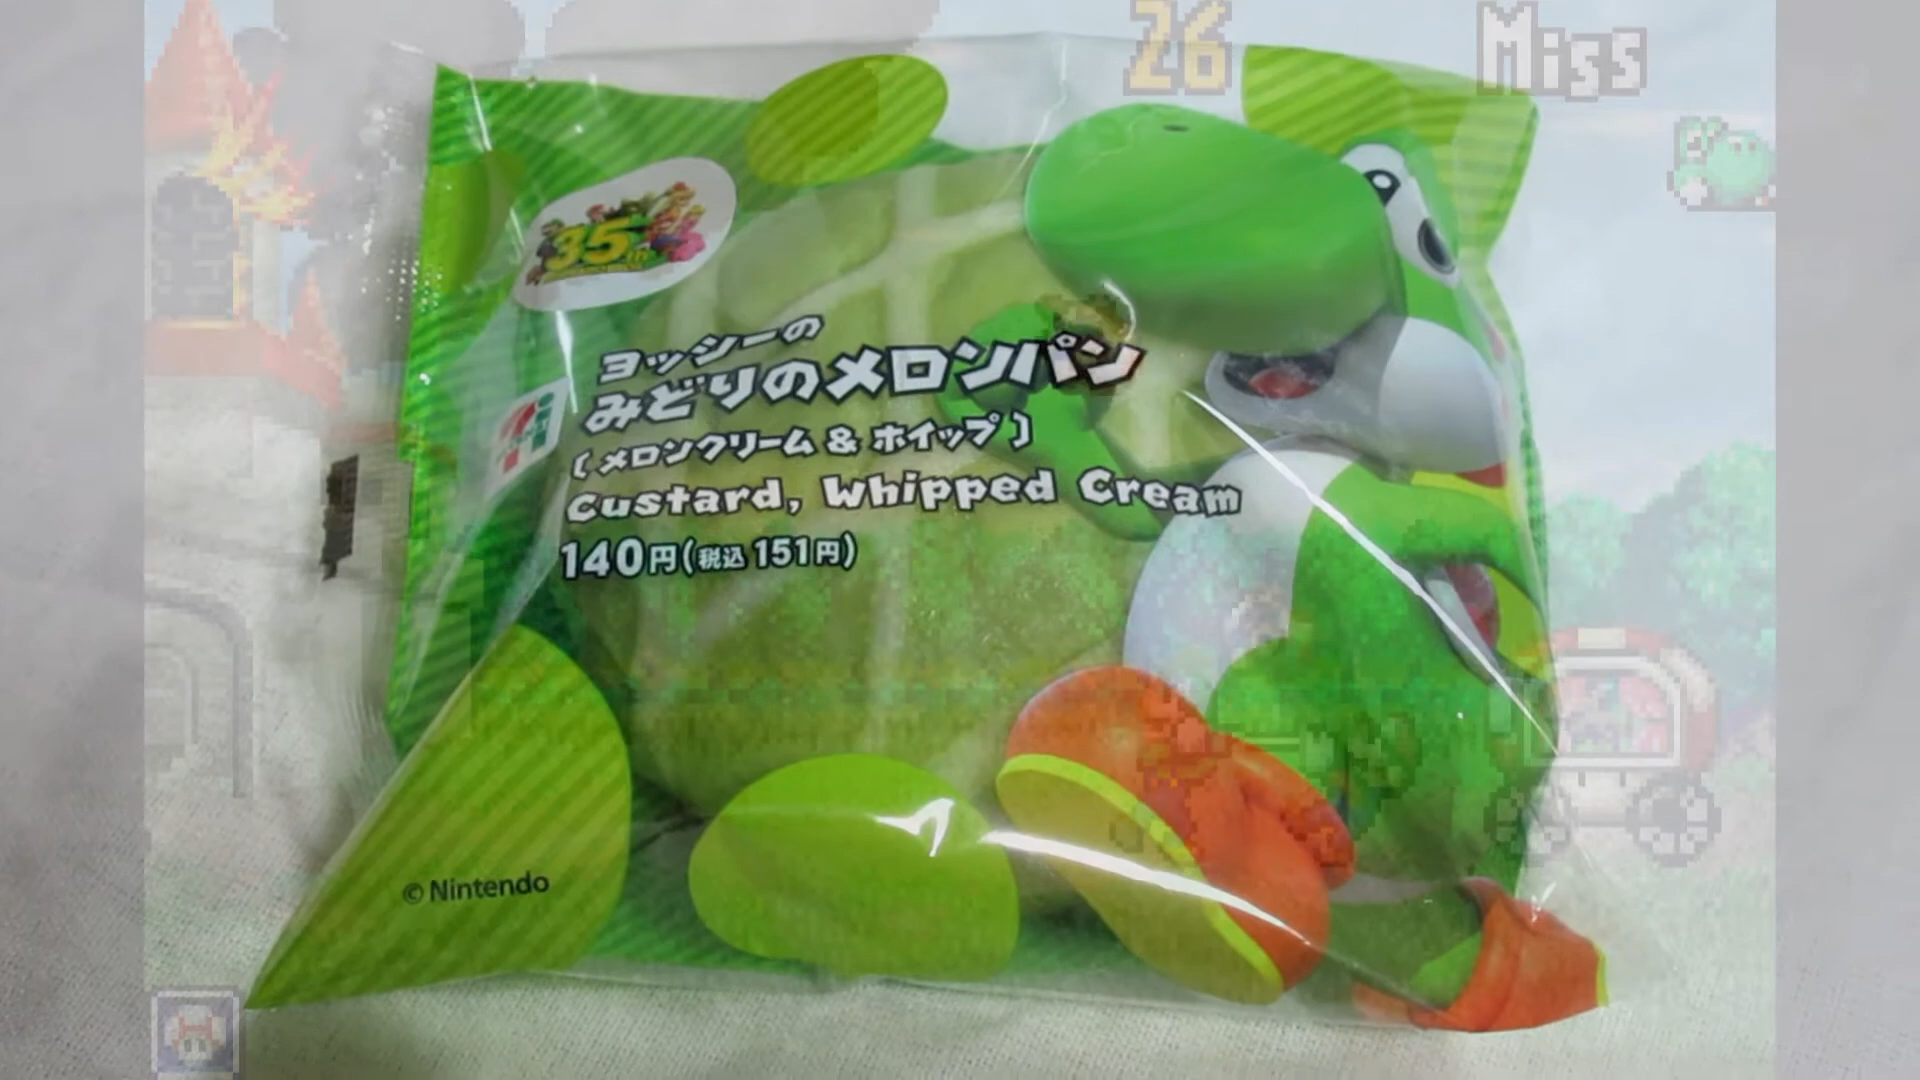 26
Miss
35th
ヨッシーの
みどりのメロンパン
〔メロンクリーム & ホイップ〕
Custard, Whipped Cream
140円(税込151円)
© Nintendo